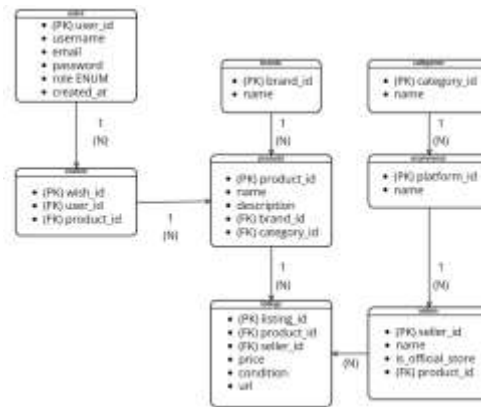 (PK) user_id
username
email
password
role ENUM
created_at
brands
(PK) brand_id
name
categories
(PK) category_id
name
1
(N)
1
(N)
1
(N)
(PK) wish_id
(FK) user_id
(FK) product_id
1
(N)
(PK) product_id
name
description
(FK) brand_id
(FK) category_id
(PK) platform_id
name
1
(N)
1
(N)
(PK) listing_id
(FK) product_id
(FK) seller_id
price
condition
url
(N)
(PK) seller_id
name
is_official_store
(FK) product_id